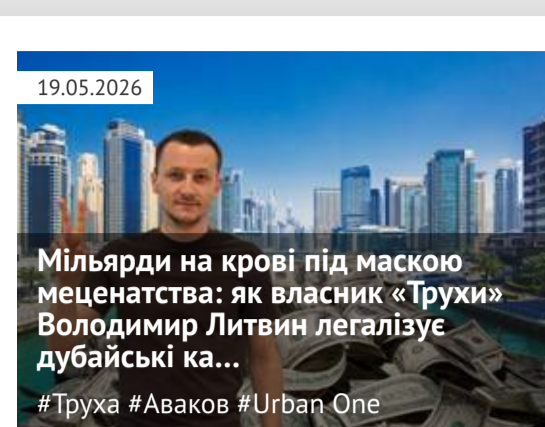 19.05.2026
Мільярди на крові під маскою
меценатства: як власник «Трухи»
Володимир Литвин легалізує
дубайські ка...
#Труха #Аваков #Urban One